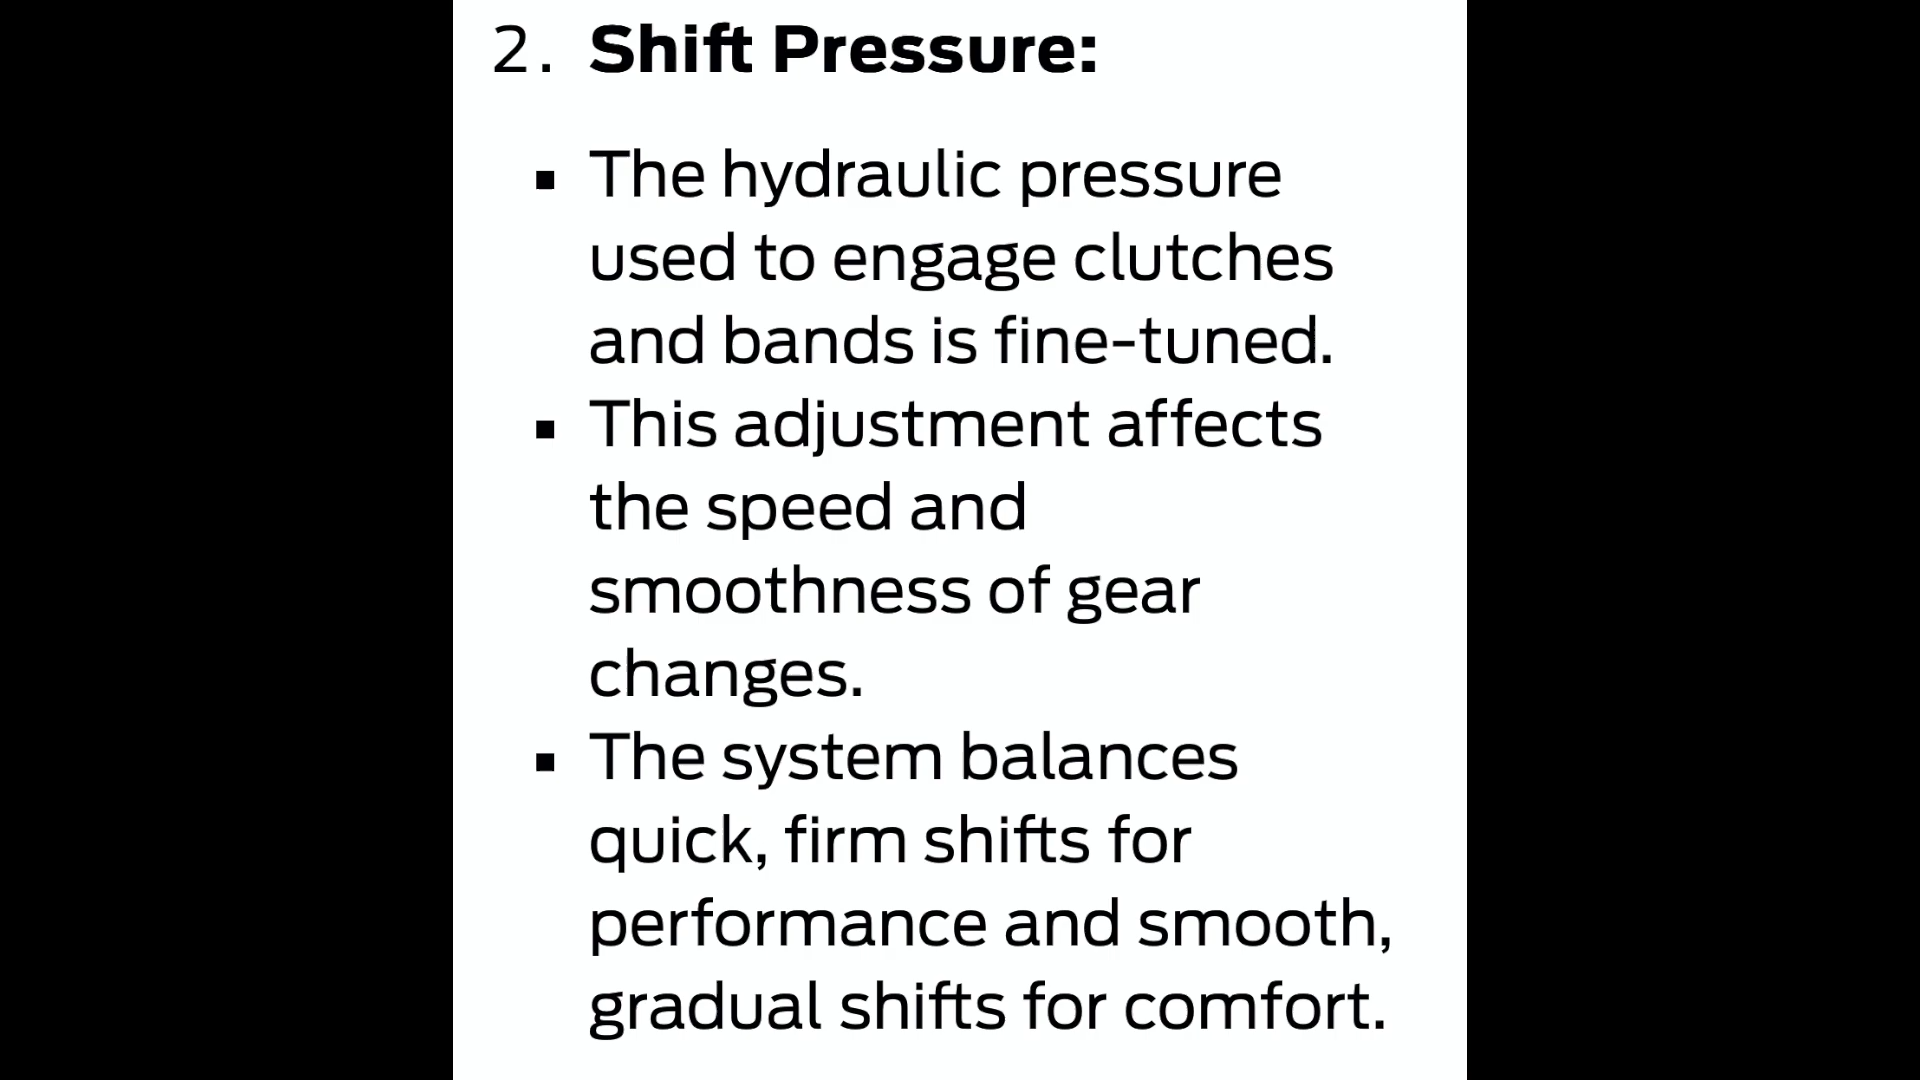 2. Shift Pressure:
▪ The hydraulic pressure
used to engage clutches
and bands is fine-tuned.
▪ This adjustment affects
the speed and
smoothness of gear
changes.
▪ The system balances
quick, firm shifts for
performance and smooth,
gradual shifts for comfort.